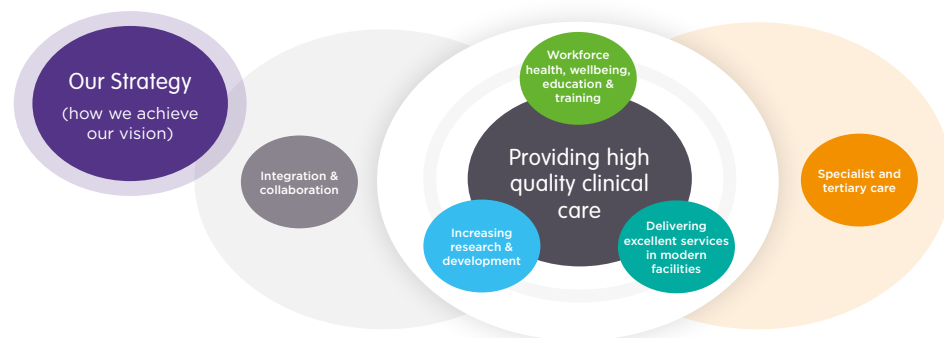 Our Strategy
(how we achieve
our vision)
Integration &
collaboration
Workforce
health, wellbeing,
education &
training
Providing high
quality clinical
care
Increasing
research &
development
Delivering
excellent services
in modern
facilities
Specialist and
tertiary care